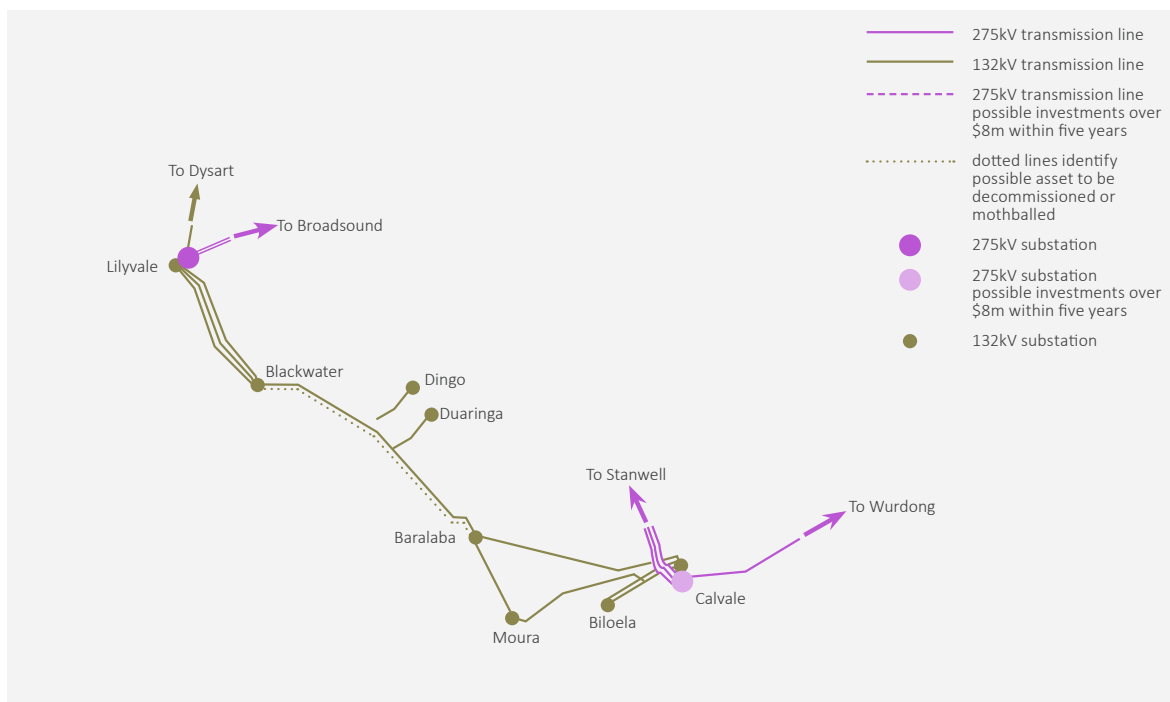 275kV transmission line
132kV transmission line
275kV transmission line
possible investments over
$8m within five years
dotted lines identify
possible asset to be
decommissioned or
mothballed
275kV substation
275kV substation
possible investments over
$8m within five years
132kV substation
To Dysart
To Broadsound
Lilyvale
Blackwater
Dingo
Duaringa
To Stanwell
To Wurdong
Baralaba
Calvale
Biloela
Moura